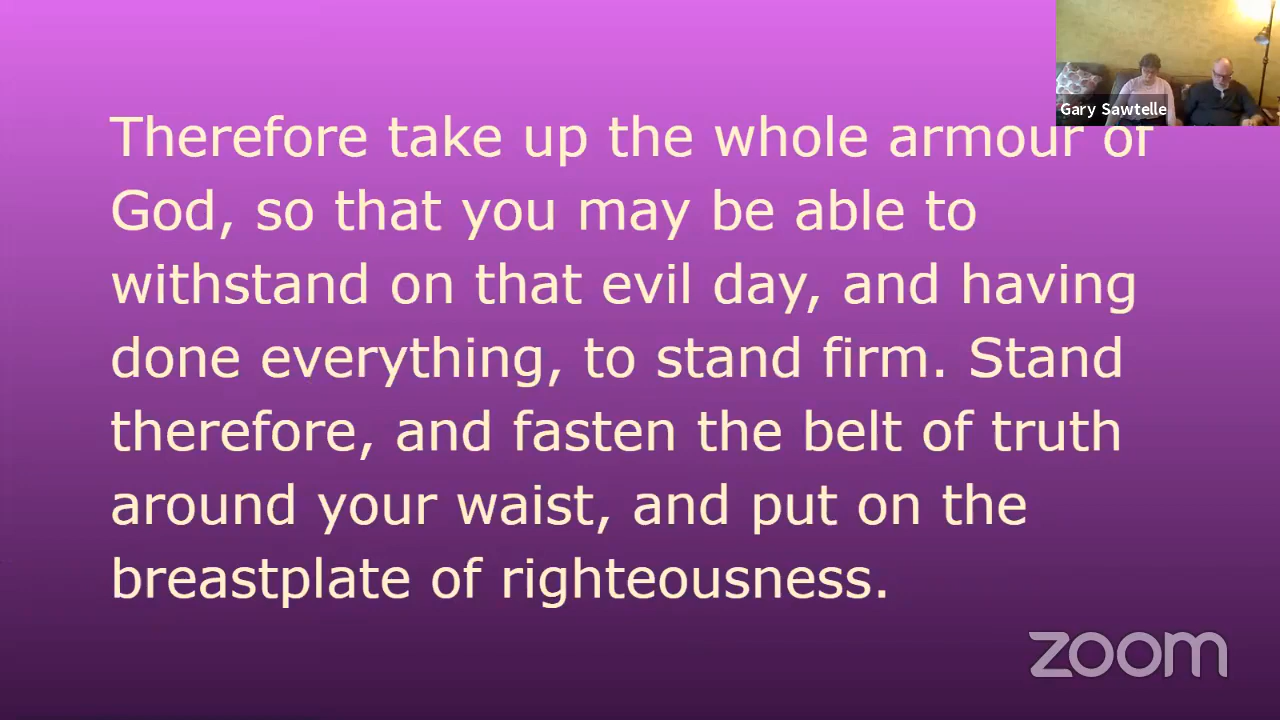 Gary Sawtelle
Therefore take up the whole armour of
God, so that you may be able to
withstand on that evil day, and having
done everything, to stand firm. Stand
therefore, and fasten the belt of truth
around your waist, and put on the
breastplate of righteousness.
zoom